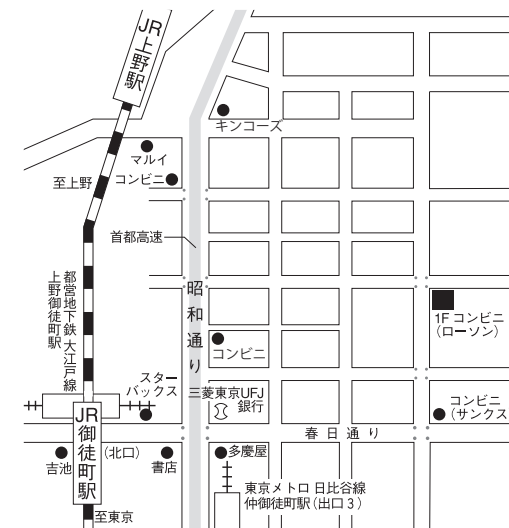 JR上野駅
キンコーズ
マルイ
コンビニ
至上野
首都高速
都営地下鉄 大江戸線
上野御徒町駅
昭和通り
1F コンビニ
(ローソン)
コンビニ
スター
バックス
三菱東京UFJ
銀行
コンビニ
(サンクス
春日通り
JR御徒町駅
(北口)
吉池
書店
多慶屋
東京メトロ 日比谷線
仲御徒町駅(出口3)
至東京